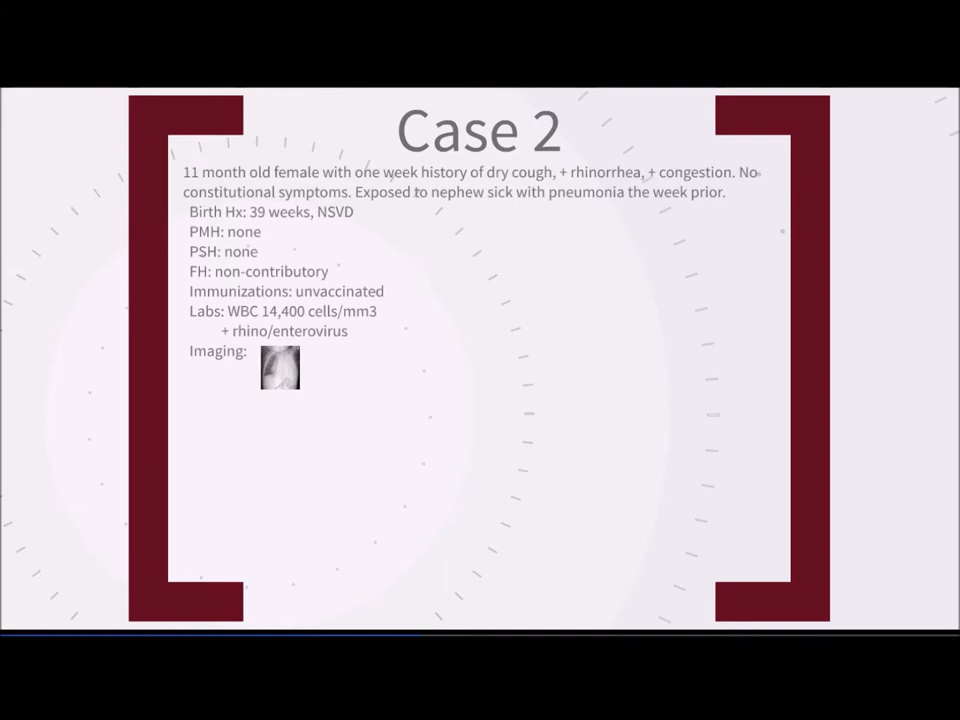 Case 2
11 month old female with one week history of dry cough, + rhinorrhea, + congestion. No
constitutional symptoms. Exposed to nephew sick with pneumonia the week prior.
Birth Hx: 39 weeks, NSVD
PMH: none
PSH: none
FH: non-contributory
Immunizations: unvaccinated
Labs: WBC 14,400 cells/mm3
+ rhino/enterovirus
Imaging: